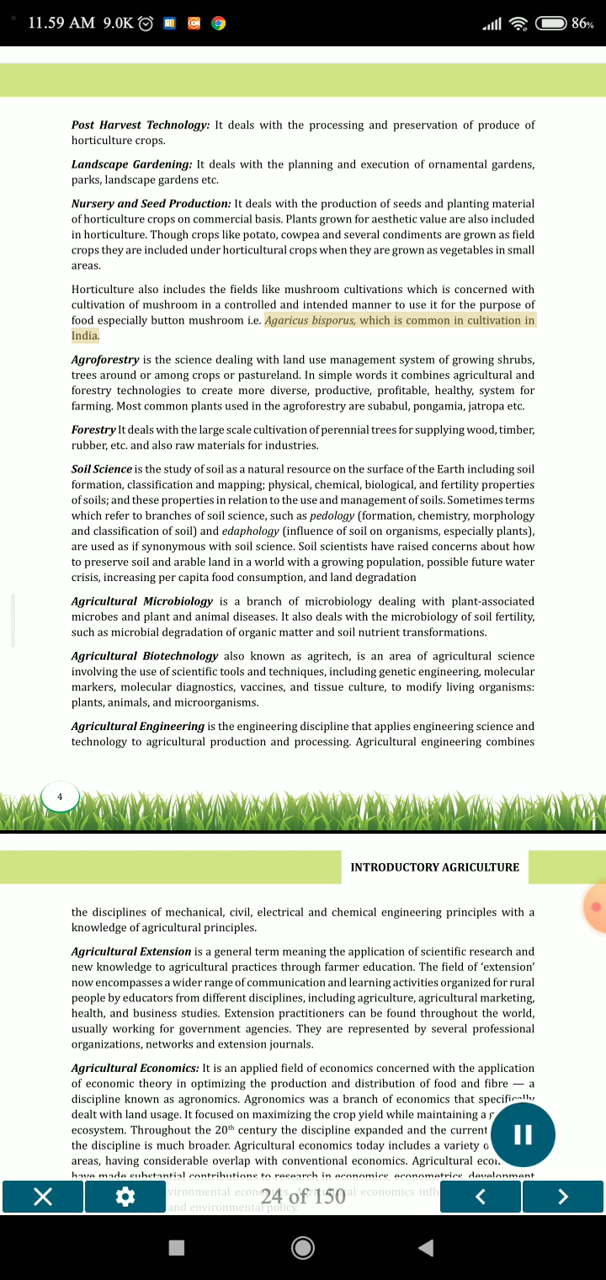 11.59 AM 9.0K
86%
Post Harvest Technology: It deals with the processing and preservation of produce of
horticulture crops.
Landscape Gardening: It deals with the planning and execution of ornamental gardens,
parks, landscape gardens etc.
Nursery and Seed Production: It deals with the production of seeds and planting material
of horticulture crops on commercial basis. Plants grown for aesthetic value are also included
in horticulture. Though crops like potato, cowpea and several condiments are grown as field
crops they are included under horticultural crops when they are grown as vegetables in small
areas.
Horticulture also includes the fields like mushroom cultivations which is concerned with
cultivation of mushroom in a controlled and intended manner to use it for the purpose of
food especially button mushroom i.e. Agaricus bisporus, which is common in cultivation in
India.
Agroforestry is the science dealing with land use management system of growing shrubs,
trees around or among crops or pastureland. In simple words it combines agricultural and
forestry technologies to create more diverse, productive, profitable, healthy, system for
farming. Most common plants used in the agroforestry are subabul, pongamia, jatropa etc.
Forestry It deals with the large scale cultivation of perennial trees for supplying wood, timber,
rubber, etc. and also raw materials for industries.
Soil Science is the study of soil as a natural resource on the surface of the Earth including soil
formation, classification and mapping; physical, chemical, biological, and fertility properties
of soils; and these properties in relation to the use and management of soils. Sometimes terms
which refer to branches of soil science, such as pedology (formation, chemistry, morphology
and classification of soil) and edaphology (influence of soil on organisms, especially plants),
are used as if synonymous with soil science. Soil scientists have raised concerns about how
to preserve soil and arable land in a world with a growing population, possible future water
crisis, increasing per capita food consumption, and land degradation
Agricultural Microbiology is a branch of microbiology dealing with plant-associated
microbes and plant and animal diseases. It also deals with the microbiology of soil fertility,
such as microbial degradation of organic matter and soil nutrient transformations.
Agricultural Biotechnology also known as agritech, is an area of agricultural science
involving the use of scientific tools and techniques, including genetic engineering, molecular
markers, molecular diagnostics, vaccines, and tissue culture, to modify living organisms:
plants, animals, and microorganisms.
Agricultural Engineering is the engineering discipline that applies engineering science and
technology to agricultural production and processing. Agricultural engineering combines
4
INTRODUCTORY AGRICULTURE
the disciplines of mechanical, civil, electrical and chemical engineering principles with a
knowledge of agricultural principles.
Agricultural Extension is a general term meaning the application of scientific research and
new knowledge to agricultural practices through farmer education. The field of ‘extension’
now encompasses a wider range of communication and learning activities organized for rural
people by educators from different disciplines, including agriculture, agricultural marketing,
health, and business studies. Extension practitioners can be found throughout the world,
usually working for government agencies. They are represented by several professional
organizations, networks and extension journals.
Agricultural Economics: It is an applied field of economics concerned with the application
of economic theory in optimizing the production and distribution of food and fibre — a
discipline known as agronomics. Agronomics was a branch of economics that specifically
dealt with land usage. It focused on maximizing the crop yield while maintaining a
ecosystem. Throughout the 20th century the discipline expanded and the current
the discipline is much broader. Agricultural economics today includes a variety
areas, having considerable overlap with conventional economics. Agricultural
have made substantial contributions to research in economics, econometrics, development
24 of 150
and environmental policy.